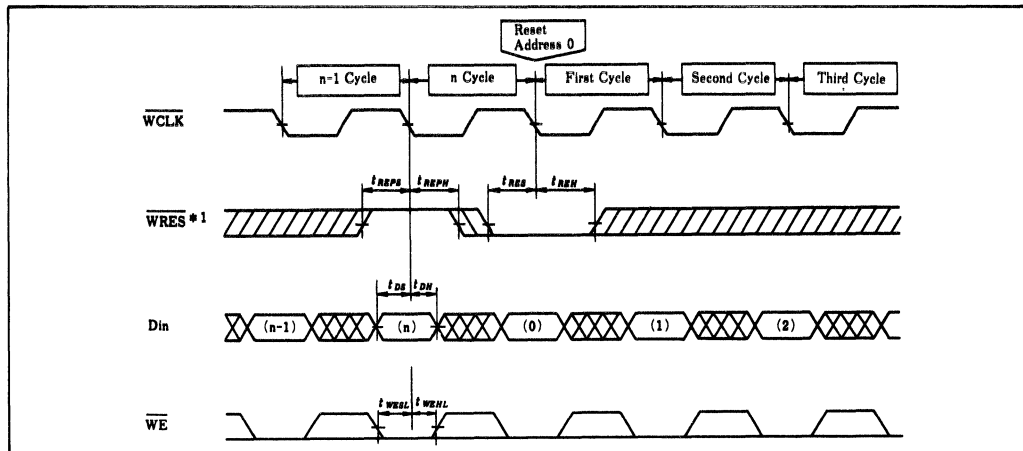 Reset
Address 0
n-1 Cycle
n Cycle
First Cycle
Second Cycle
Third Cycle
WCLK
tREPS
tREPH
tRES
tREH
WRES *1
tDS
tDH
Din
(n-1)
(n)
(0)
(1)
(2)
tWESL
tWEHL
WE